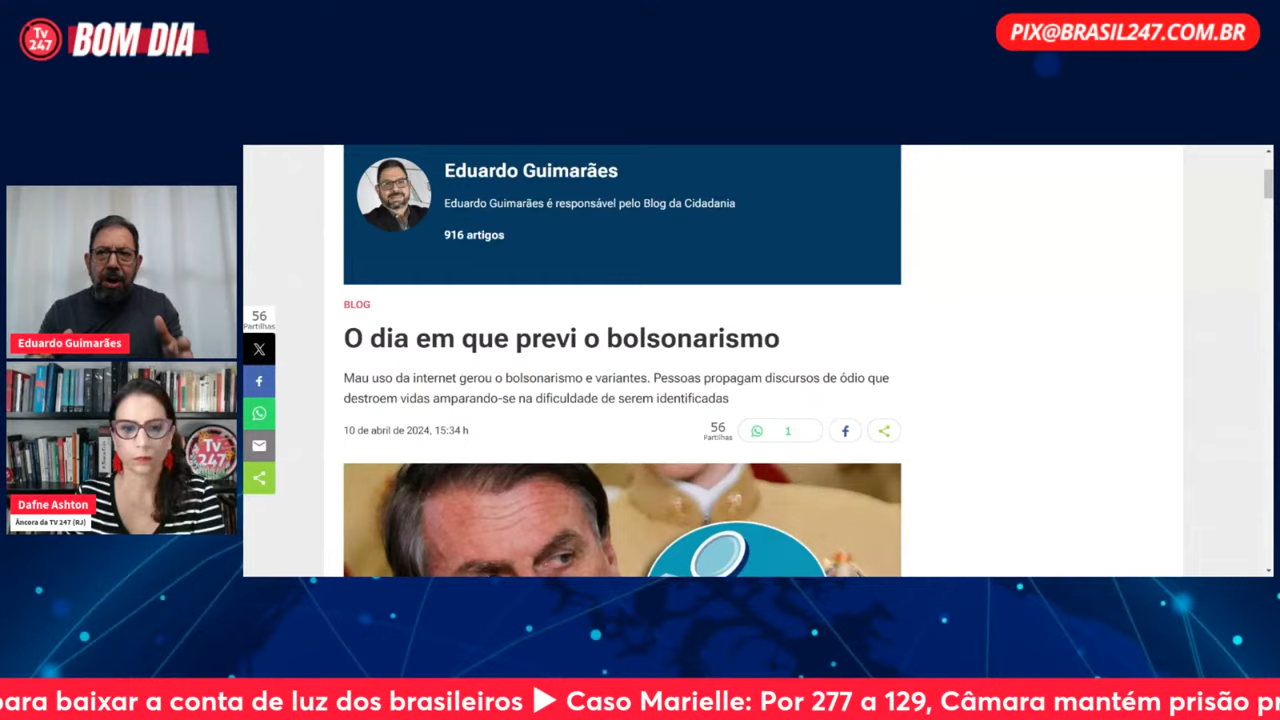 Tv
247
BOM DIA
PIX@BRASIL247.COM.BR
Eduardo Guimarães
Eduardo Guimarães é responsável pelo Blog da Cidadania
916 artigos
Eduardo Guimarães
56
Partilhas
BLOG
O dia em que previ o bolsonarismo
Mau uso da internet gerou o bolsonarismo e variantes. Pessoas propagam discursos de ódio que
destroem vidas amparando-se na dificuldade de serem identificadas
10 de abril de 2024, 15:34 h
56
Partilhas
1
Tv
247
Dafne Ashton
Âncora da TV 247 (RJ)
para baixar a conta de luz dos brasileiros ▶ Caso Marielle: Por 277 a 129, Câmara mantém prisão pr